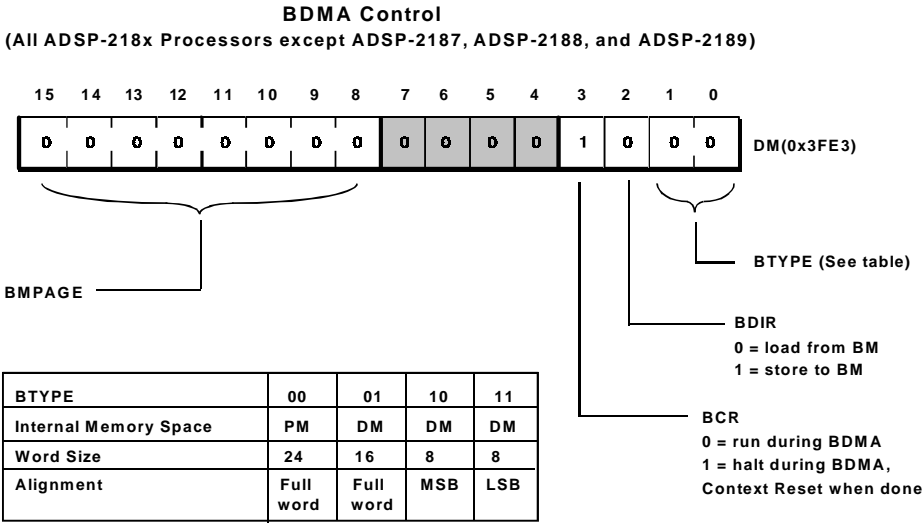 BDMA Control
(All ADSP-218x Processors except ADSP-2187, ADSP-2188, and ADSP-2189)
15 14 13 12 11 10 9 8 7 6 5 4 3 2 1 0
0 0 0 0 0 0 0 0 0 0 0 0 1 0 0 0 DM(0x3FE3)
BTYPE (See table)
BMPAGE
BDIR
0 = load from BM
1 = store to BM
BCR
0 = run during BDMA
1 = halt during BDMA,
Context Reset when done
BTYPE 00 01 10 11
Internal Memory Space PM DM DM DM
Word Size 24 16 8 8
Alignment Full Full MSB LSB
word word